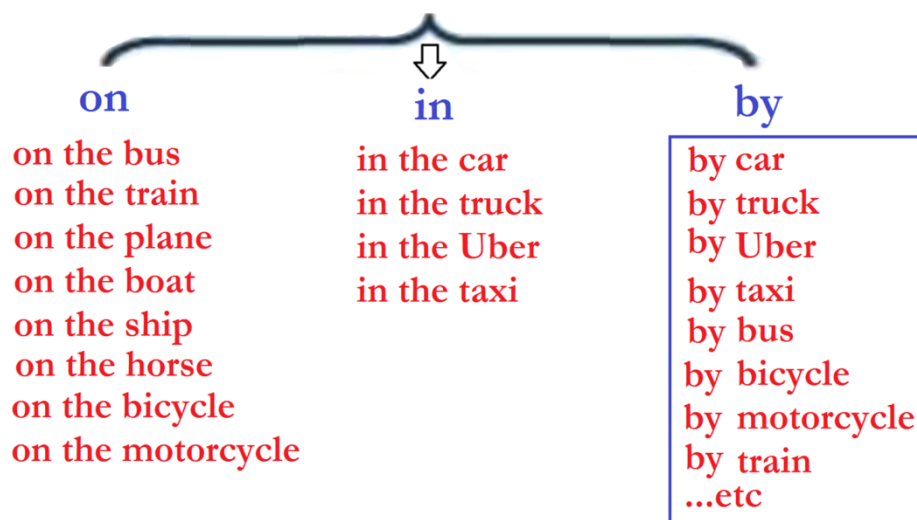 on
on the bus
on the train
on the plane
on the boat
on the ship
on the horse
on the bicycle
on the motorcycle
in
in the car
in the truck
in the Uber
in the taxi
by
by car
by truck
by Uber
by taxi
by bus
by bicycle
by motorcycle
by train
...etc